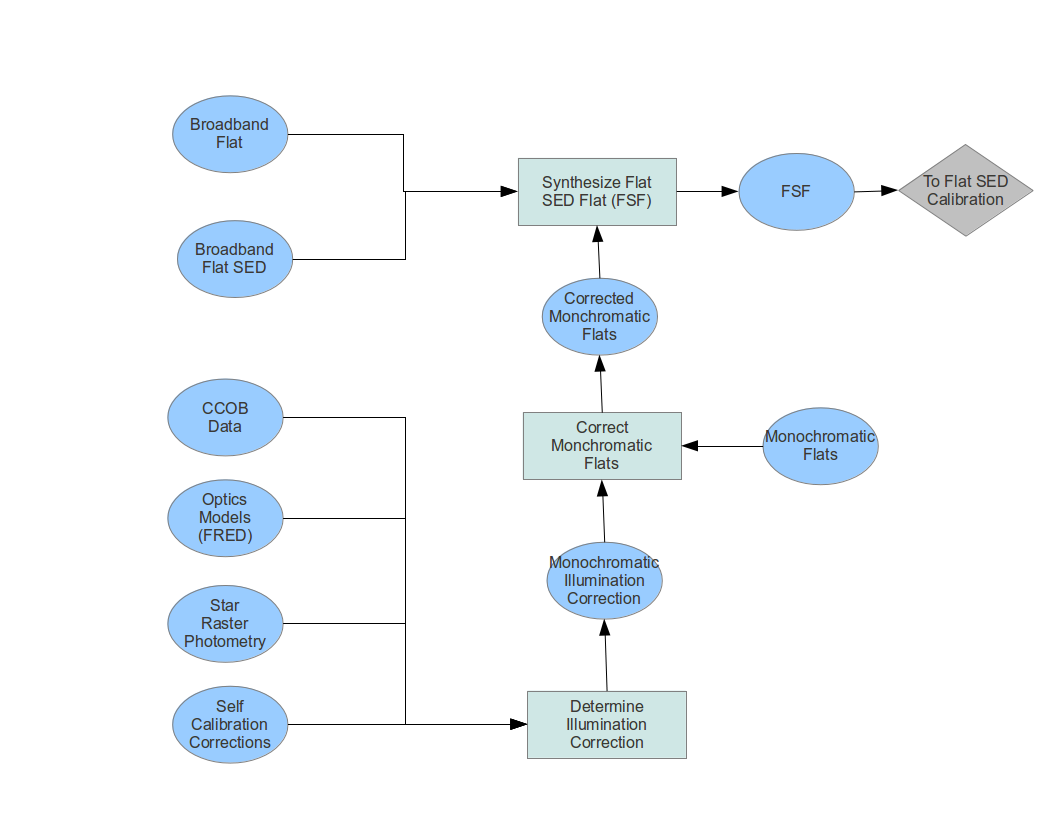 Broadband
Flat
Synthesize Flat
SED Flat (FSF)
FSF
To Flat SED
Calibration
Broadband
Flat SED
Corrected
Monchromatic
Flats
CCOB
Data
Correct
Monchromatic
Flats
Monochromatic
Flats
Optics
Models
(FRED)
Monochromatic
Illumination
Correction
Star
Raster
Photometry
Self
Calibration
Corrections
Determine
Illumination
Correction